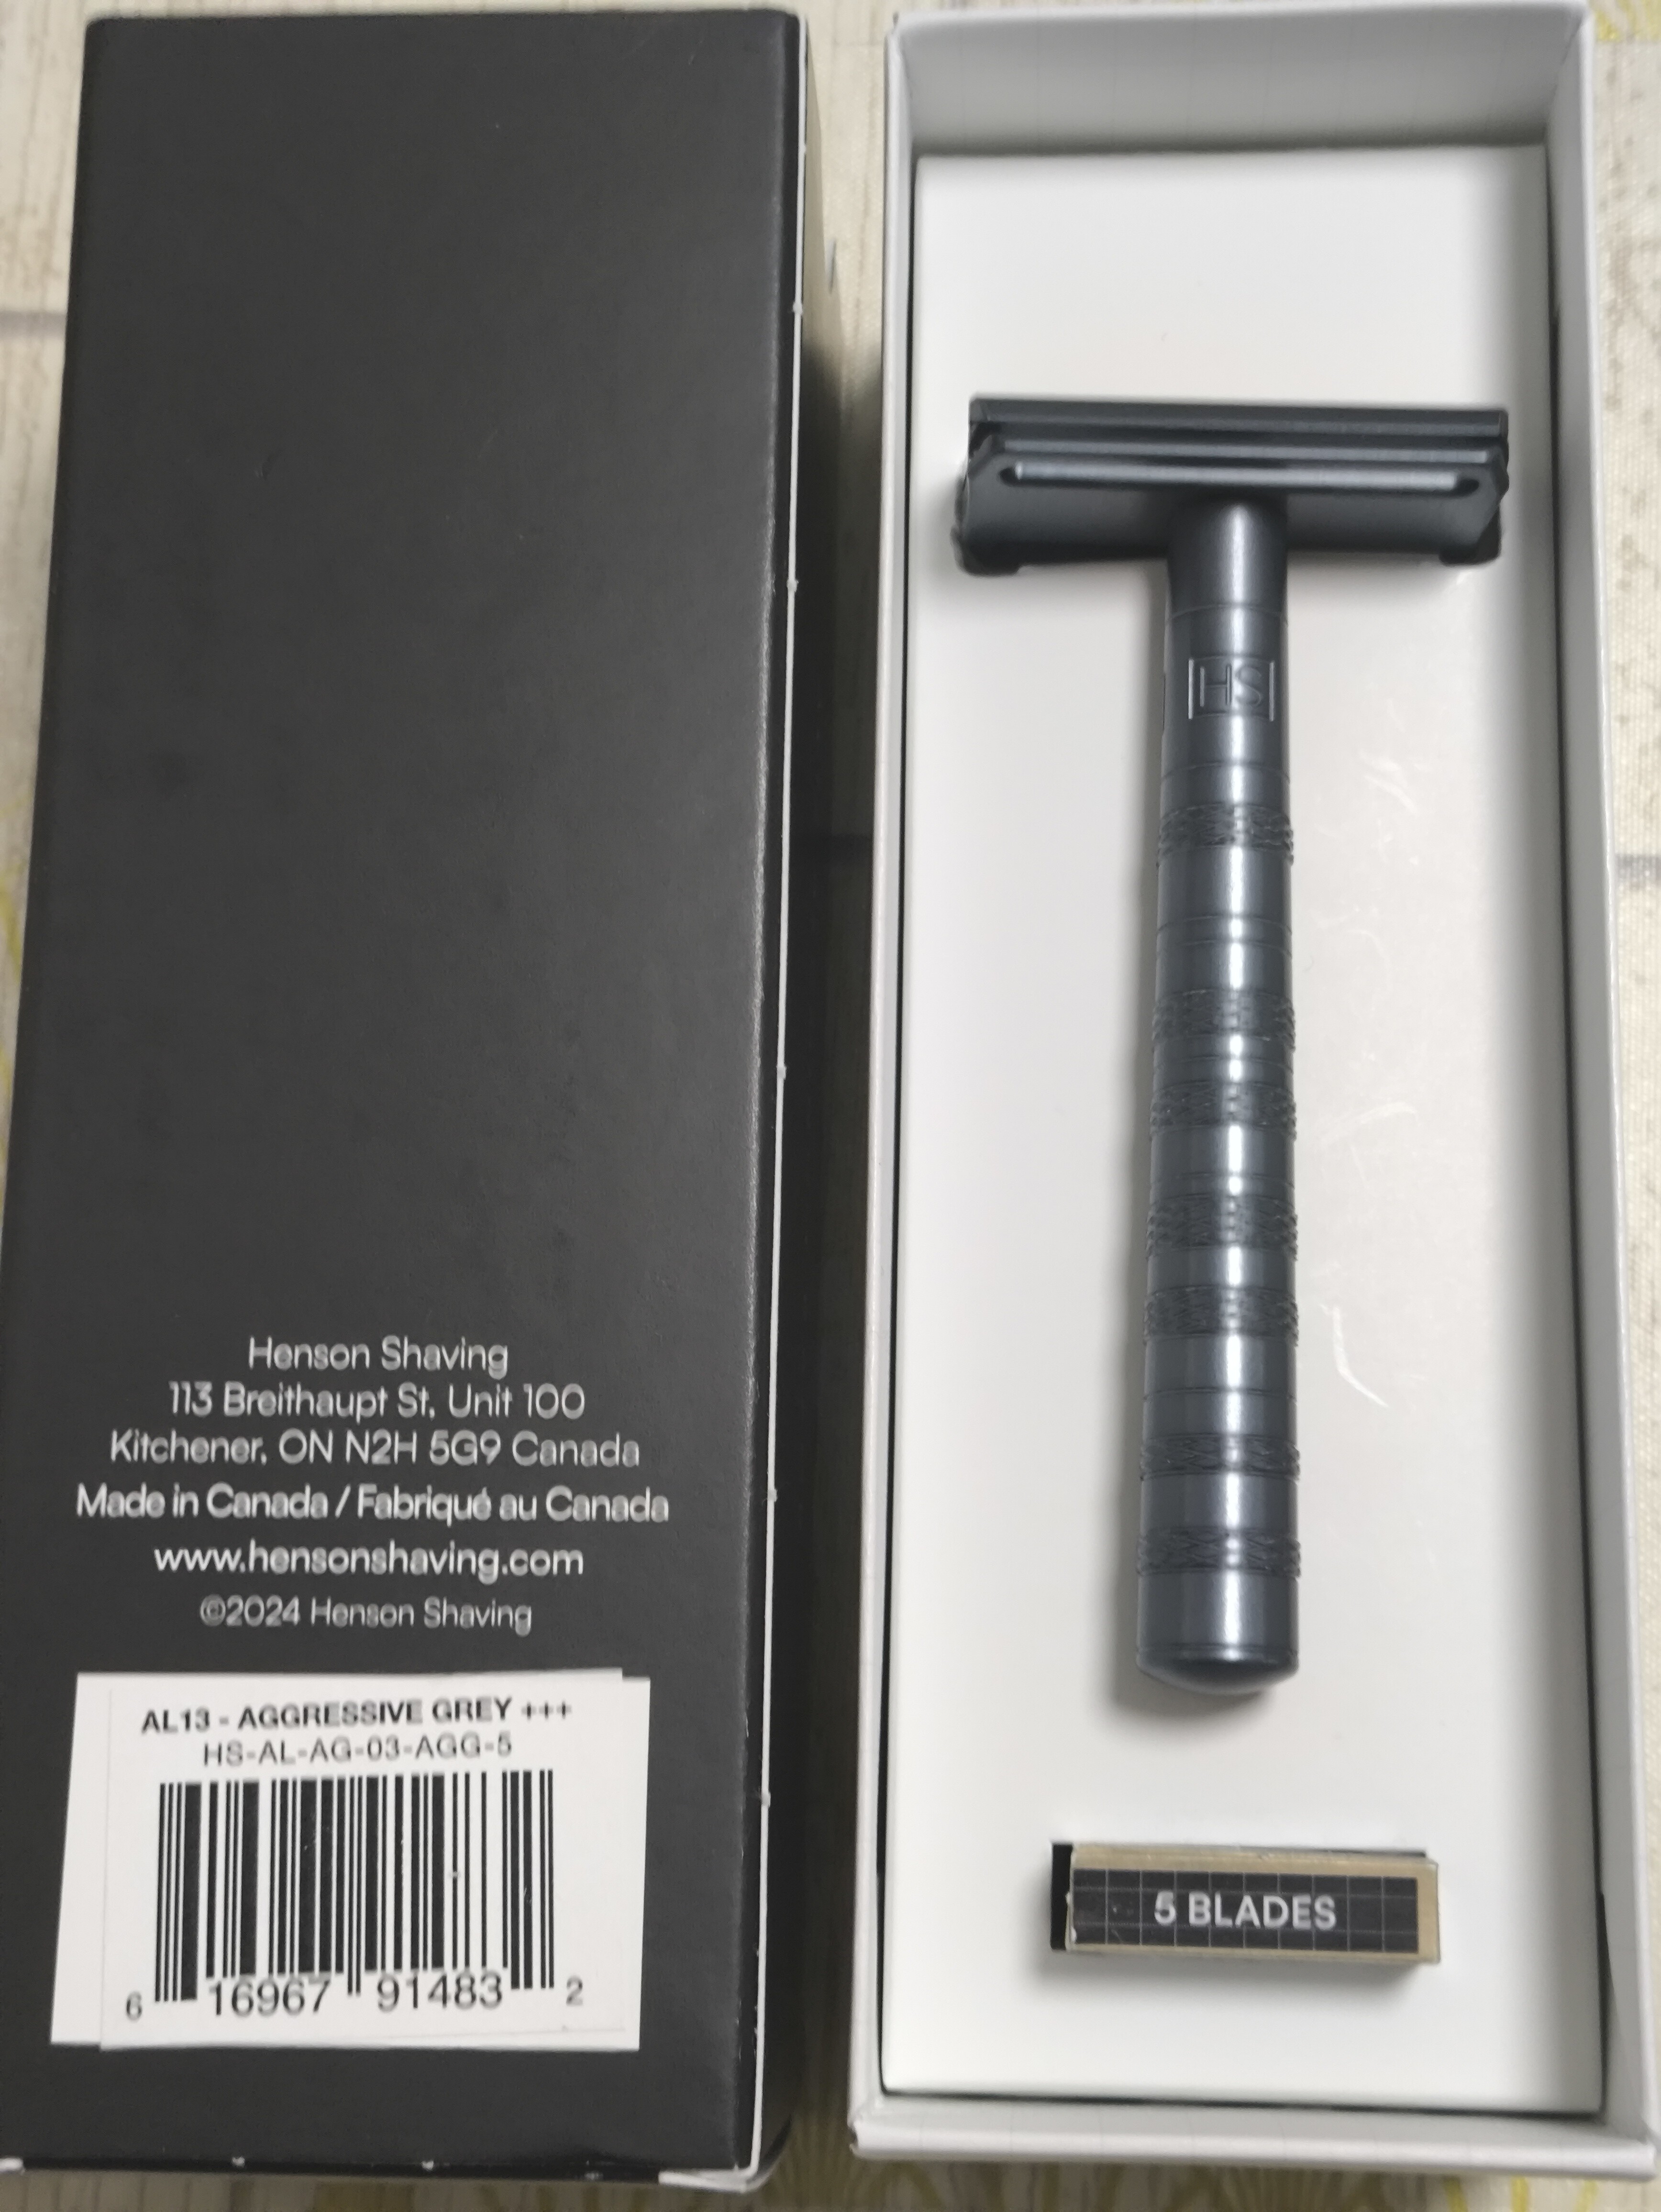 Henson Shaving
113 Breithaupt St, Unit 100
Kitchener, ON N2H 5G9 Canada
Made in Canada / Fabriqué au Canada
www.hensonshaving.com
©2024 Henson Shaving
AL13 - AGGRESSIVE GREY +++
HS-AL-AG-03-AGG-5
6 16967 91483 2
HS
5 BLADES